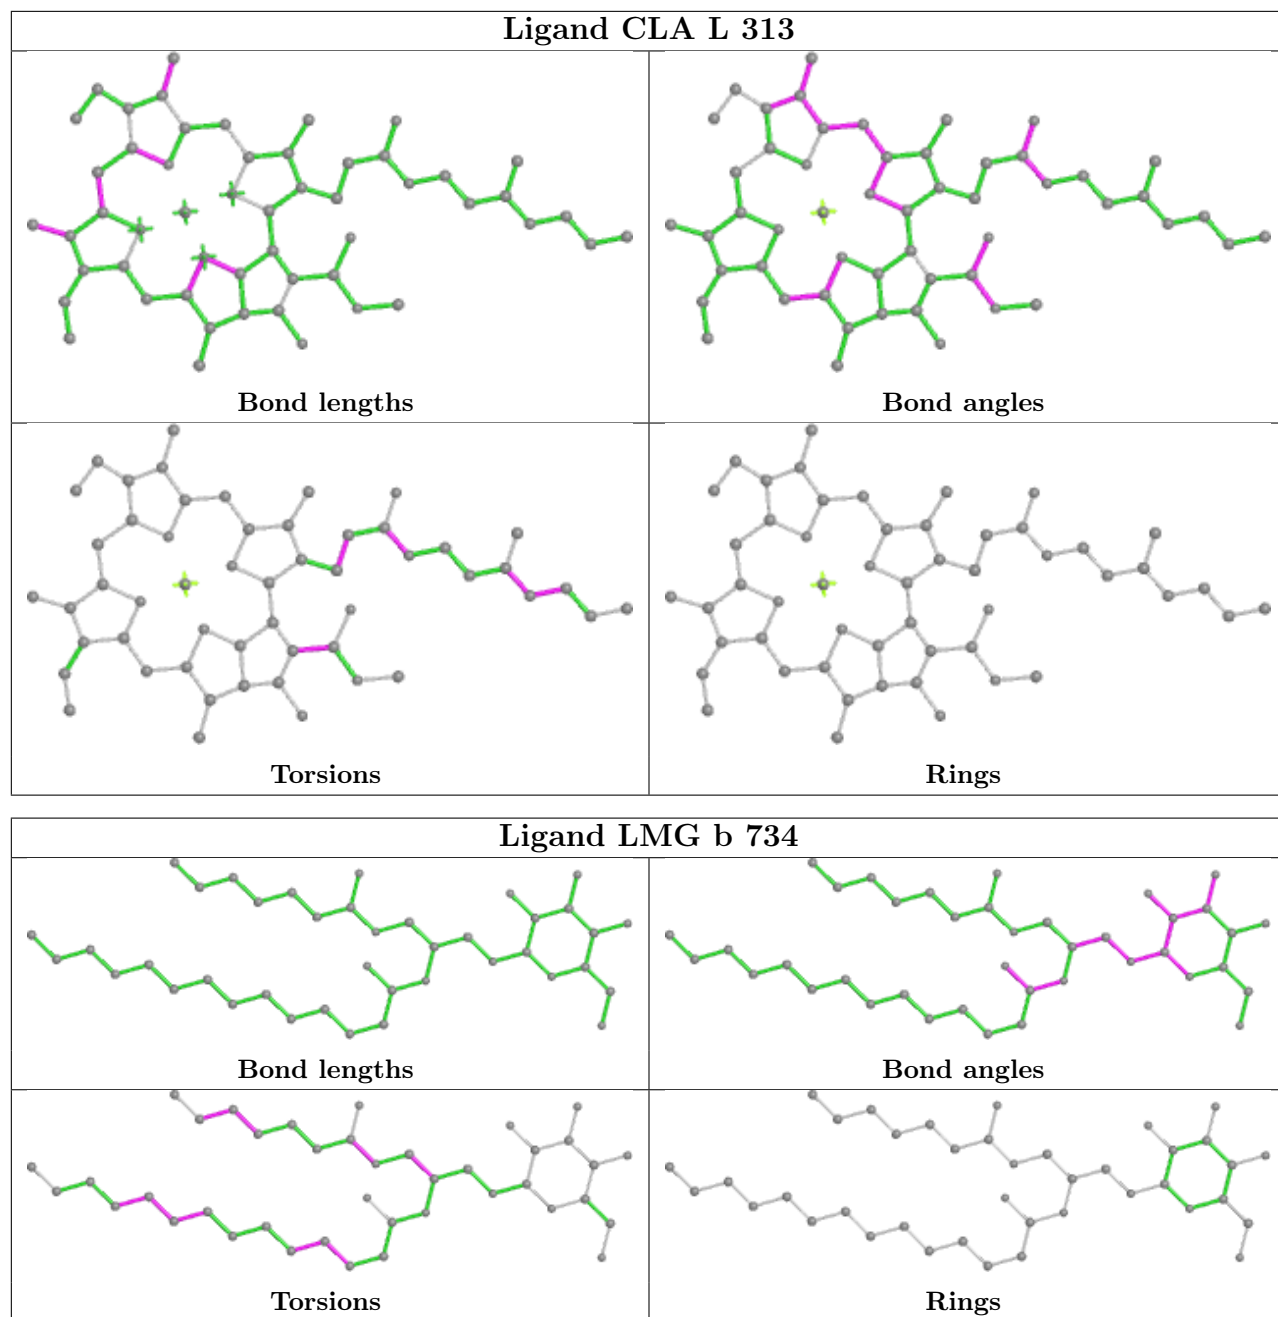 Ligand CLA L 313
Bond lengths
Bond angles
Torsions
Rings
Ligand LMG b 734
Bond lengths
Bond angles
Torsions
Rings